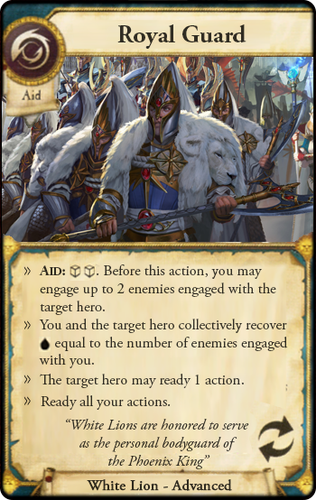 Royal Guard
Aid
» AID: . Before this action, you may
engage up to 2 enemies engaged with the
target hero.
» You and the target hero collectively recover
equal to the number of enemies engaged
with you.
» The target hero may ready 1 action.
» Ready all your actions.
“White Lions are honored to serve
as the personal bodyguard of
the Phoenix King”
White Lion - Advanced